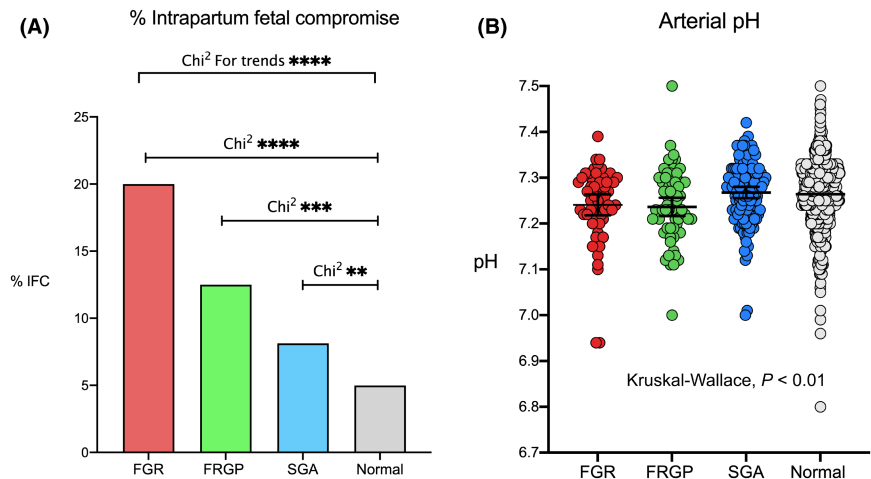 (A)
% Intrapartum fetal compromise
Chi2 For trends ****
Chi2 ****
Chi2 ***
Chi2 **
% IFC
25
20
15
10
5
0
FGR FRGP SGA Normal
(B)
Arterial pH
pH
7.5
7.4
7.3
7.2
7.1
7.0
6.9
6.8
6.7
Kruskal-Wallace, P < 0.01
FGR FRGP SGA Normal